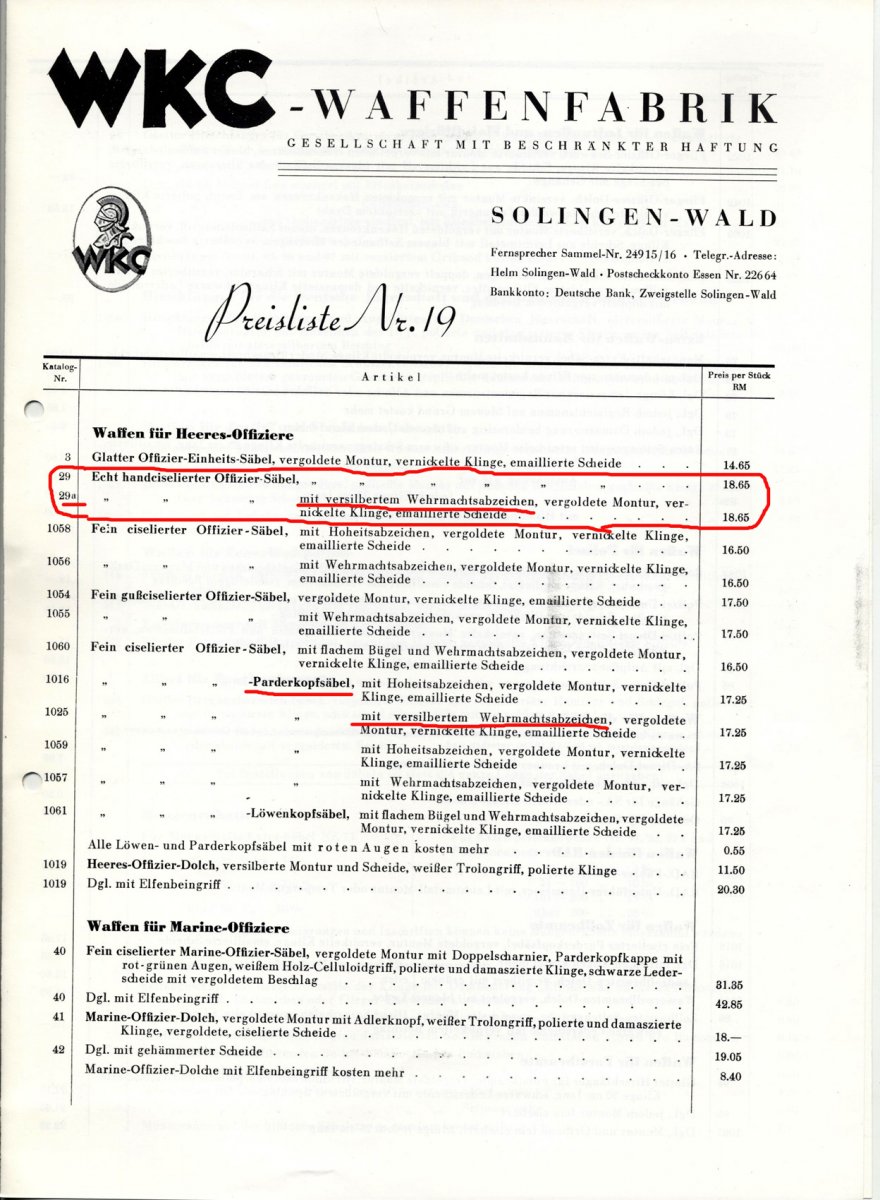 WKC-WAFFENFABRIK
GESELLSCHAFT MIT BESCHRÄNKTER HAFTUNG
WKC
SOLINGEN-WALD
Fernsprecher Sammel-Nr. 24915/16 • Telegr.-Adresse:
Helm Solingen-Wald • Postscheckkonto Essen Nr. 22664
Bankkonto: Deutsche Bank, Zweigstelle Solingen-Wald
Preisliste Nr. 19
Katalog-Nr. Artikel Preis per Stück RM
Waffen für Heeres-Offiziere
3 Glatter Offizier-Einheits-Säbel, vergoldete Montur, vernickelte Klinge, emaillierte Scheide . . . 14.65
29 Echt handciselierter Offizier-Säbel, „ „ „ „ „ „ . 18.65
29a „ „ „ mit versilbertem Wehrmachtsabzeichen, vergoldete Montur, ver-
nickelte Klinge, emaillierte Scheide . . . . . . . 18.65
1058 Fein ciselierter Offizier-Säbel, mit Hoheitsabzeichen, vergoldete Montur, vernickelte Klinge,
emaillierte Scheide . . . . . . . . . . 16.50
1056 „ „ „ mit Wehrmachtsabzeichen, vergoldete Montur, vernickelte Klinge,
emaillierte Scheide . . . . . . . . . . 16.50
1054 Fein gußciselierter Offizier-Säbel, vergoldete Montur, vernickelte Klinge, emaillierte Scheide . . 17.50
1055 „ „ „ mit Wehrmachtsabzeichen, vergoldete Montur, vernickelte Klinge,
emaillierte Scheide . . . . . . . . . . 17.50
1060 Fein ciselierter Offizier-Säbel, mit flachem Bügel und Wehrmachtsabzeichen, vergoldete Montur,
vernickelte Klinge, emaillierte Scheide . . . . . . 16.50
1016 „ „ „ -Parderkopfsäbel, mit Hoheitsabzeichen, vergoldete Montur, vernickelte
Klinge, emaillierte Scheide . . . . . . 17.25
1025 „ „ „ „ mit versilbertem Wehrmachtsabzeichen, vergoldete
Montur, vernickelte Klinge, emaillierte Scheide . . 17.25
1059 „ „ „ mit Hoheitsabzeichen, vergoldete Montur, vernickelte
Klinge, emaillierte Scheide . . . . . . 17.25
1057 „ „ „ mit Wehrmachtsabzeichen, vergoldete Montur, ver-
nickelte Klinge, emaillierte Scheide . . . . 17.25
1061 „ „ „ -Löwenkopfsäbel, mit flachem Bügel und Wehrmachtsabzeichen, vergoldete
Montur, vernickelte Klinge, emaillierte Scheide . . 17.25
Alle Löwen- und Parderkopfsäbel mit roten Augen kosten mehr . . . . . . . 0.55
1019 Heeres-Offizier-Dolch, versilberte Montur und Scheide, weißer Trolongriff, polierte Klinge . . . 11.50
1019 Dgl. mit Elfenbeingriff . . . . . . . . . . . . . . . . 20.30
Waffen für Marine-Offiziere
40 Fein ciselierter Marine-Offizier-Säbel, vergoldete Montur mit Doppelscharnier, Parderkopfkappe mit
rot-grünen Augen, weißem Holz-Celluloidgriff, polierte und damaszierte Klinge, schwarze Leder-
scheide mit vergoldetem Beschlag . . . . . . . . . . . . . 31.35
40 Dgl. mit Elfenbeingriff . . . . . . . . . . . . . . . . 42.85
41 Marine-Offizier-Dolch, vergoldete Montur mit Adlerknopf, weißer Trolongriff, polierte und damaszierte
Klinge, vergoldete, ciselierte Scheide . . . . . . . . . . . . 18.—
42 Dgl. mit gehämmerter Scheide . . . . . . . . . . . . . . 19.05
Marine-Offizier-Dolche mit Elfenbeingriff kosten mehr . . . . . . . . . . 8.40